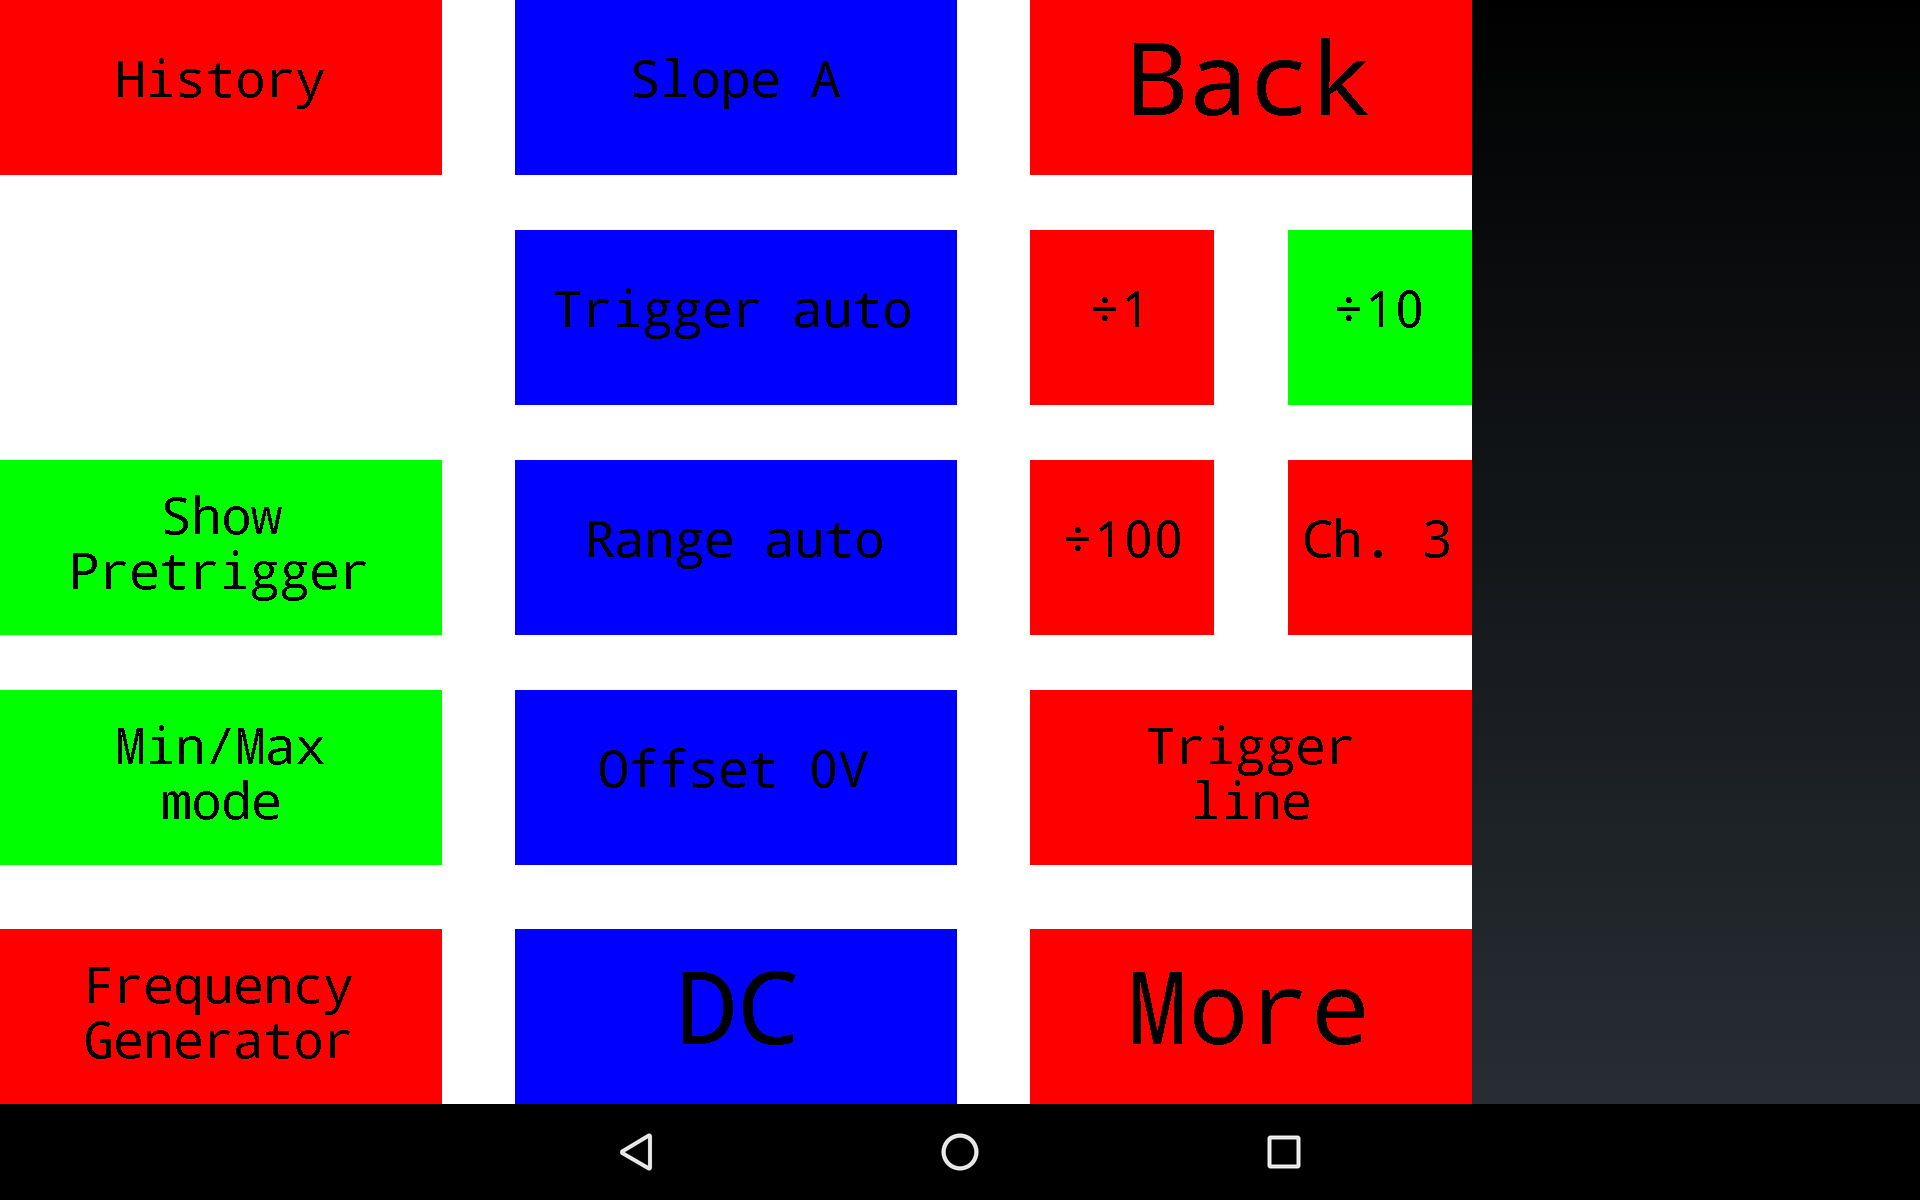 History
Slope A
Back
Trigger auto
÷1
÷10
Show
Pretrigger
Range auto
÷100
Ch. 3
Min/Max
mode
Offset 0V
Trigger
line
Frequency
Generator
DC
More